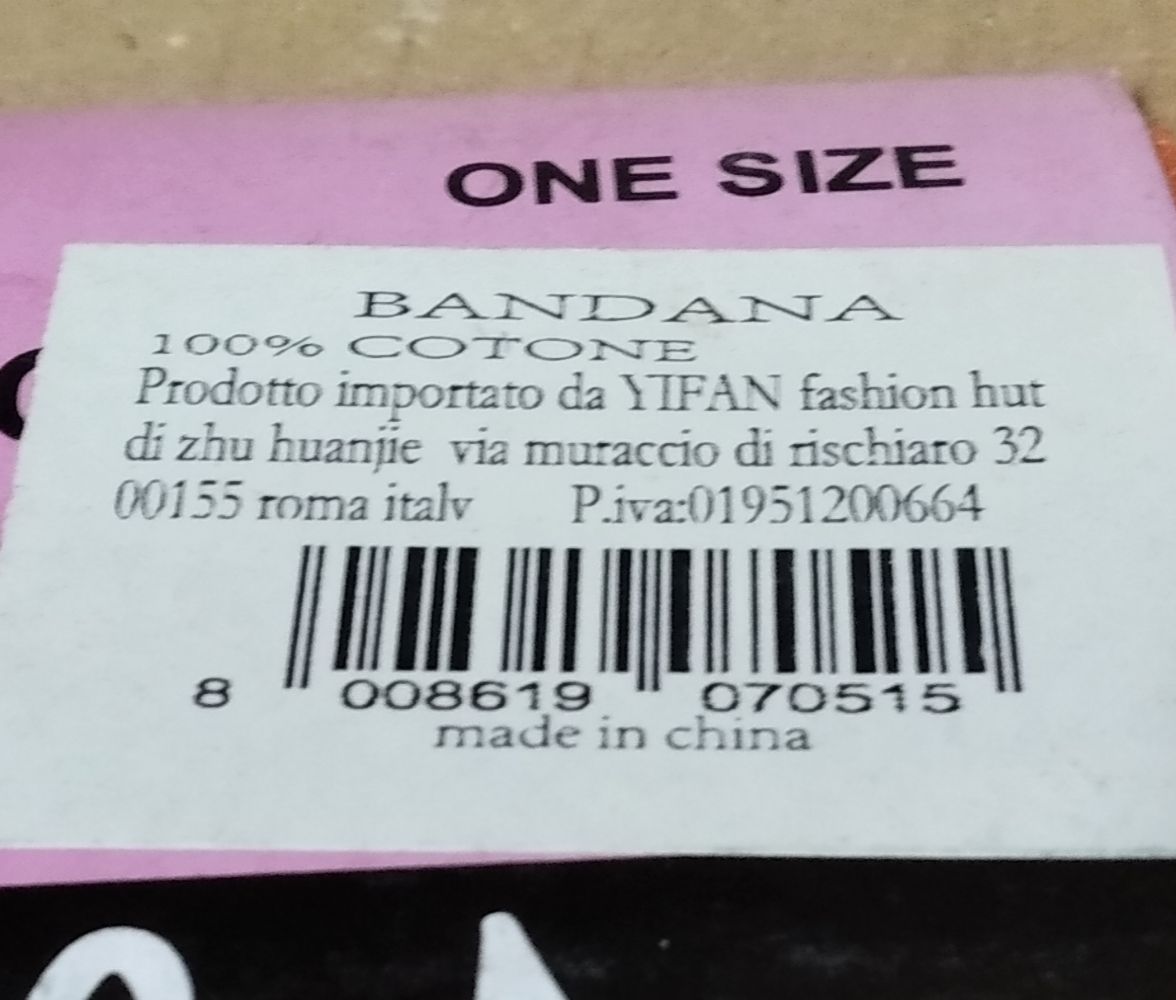 ONE SIZE
BANDANA
100% COTONE
Prodotto importato da YIFAN fashion hut
di zhu huanjie via muraccio di rischiaro 32
00155 roma italy P.iva:01951200664
8 008619 070515
made in china